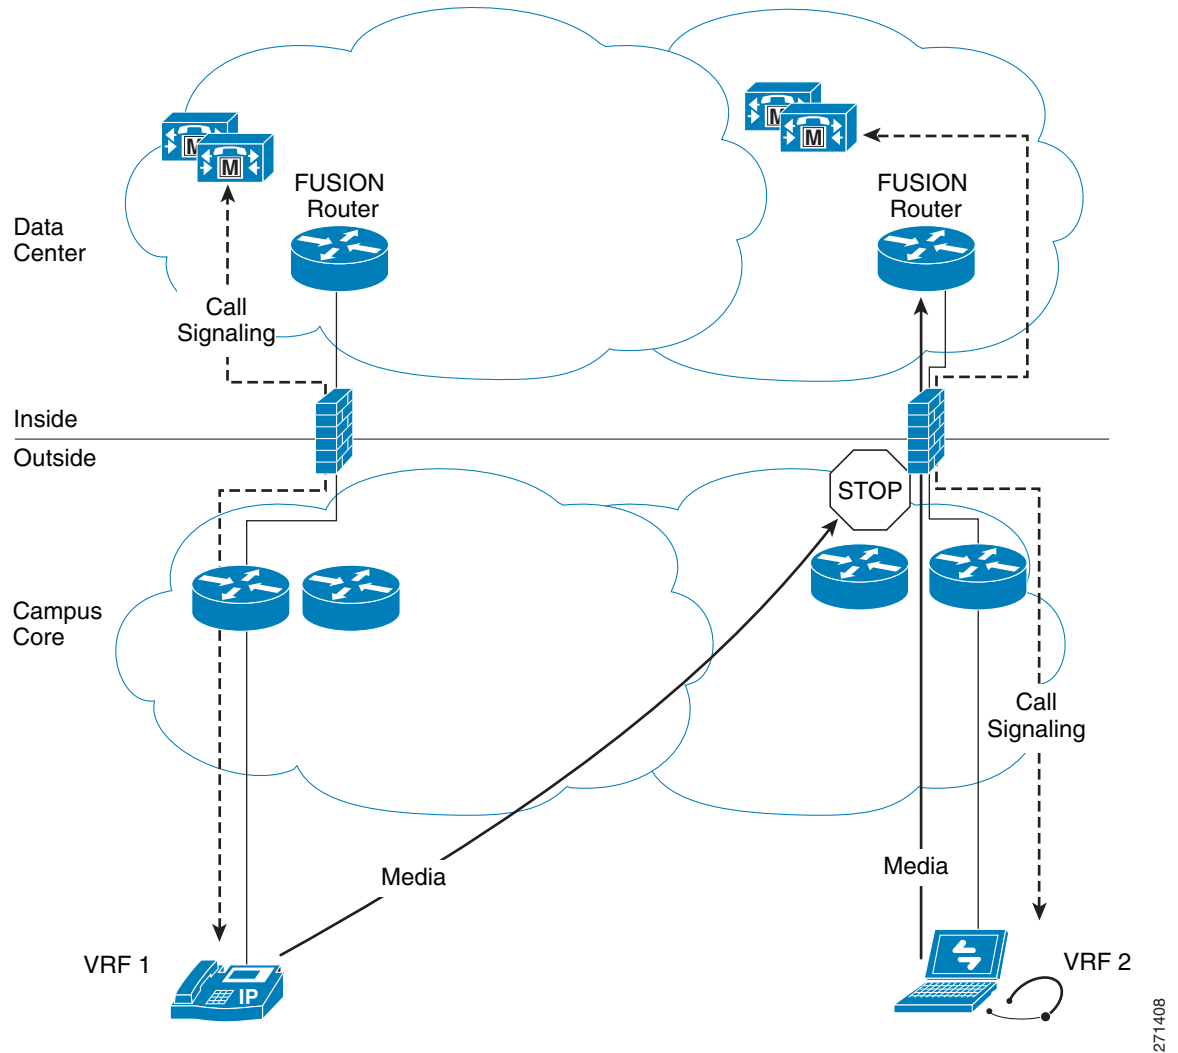 M
M
M
M
FUSION
Router
FUSION
Router
Data
Center
Call
Signaling
Inside
Outside
STOP
Campus
Core
Call
Signaling
Media
Media
VRF 1
IP
VRF 2
271408